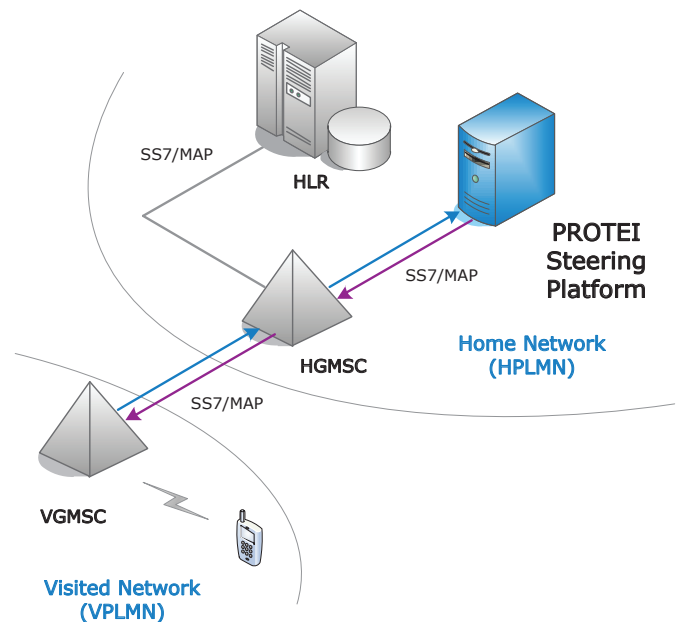 SS7/MAP
HLR
PROTEI
Steering
Platform
SS7/MAP
Home Network
(HPLMN)
HGMSC
SS7/MAP
VGMSC
Visited Network
(VPLMN)